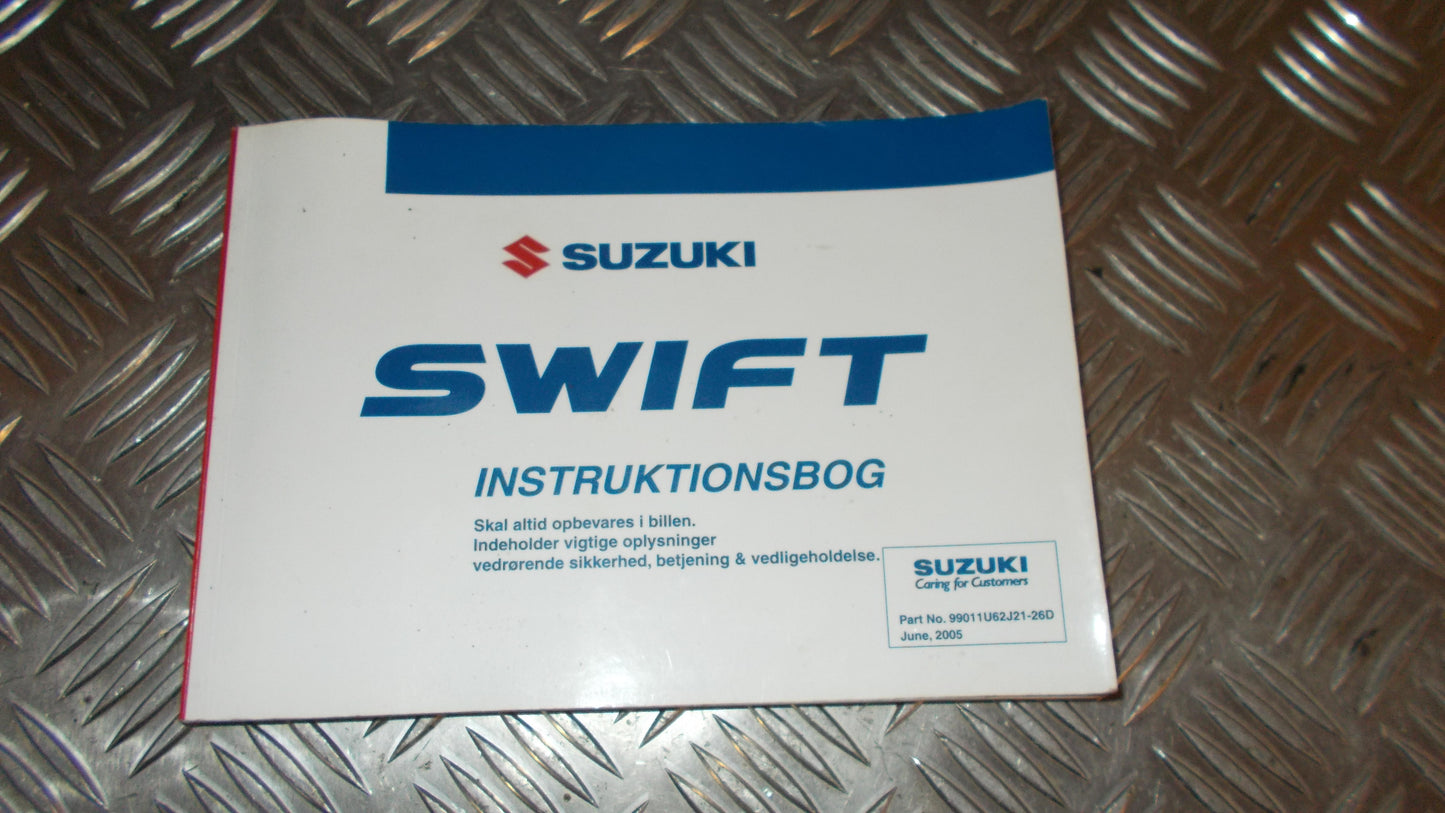 SUZUKI
SWIFT
INSTRUKTIONSBOG
Skal altid opbevares i billen.
Indeholder vigtige oplysninger
vedrørende sikkerhed, betjening & vedligeholdelse.
SUZUKI
Caring for Customers
Part No. 99011U62J21-26D
June, 2005